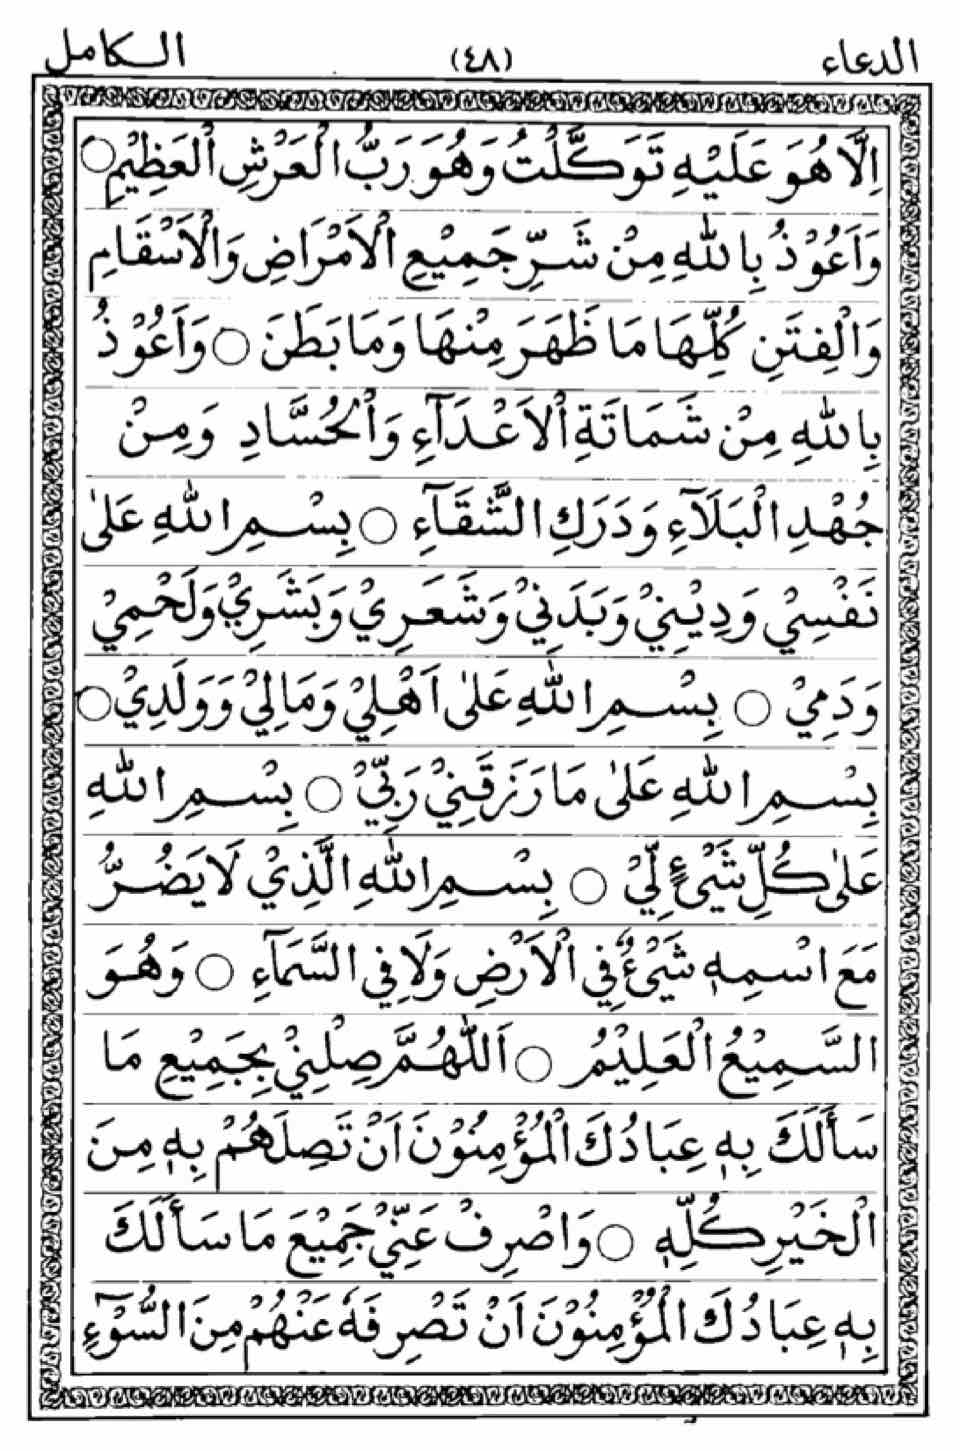 الدعاء (٤٨) الكامل
اِلَّا هُوَ عَلَيْهِ تَوَكَّلْتُ وَهُوَ رَبُّ الْعَرْشِ الْعَظِيْمِ ○
وَاَعُوْذُ بِاللّٰهِ مِنْ شَرِّ جَمِيْعِ الْاَمْرَاضِ وَالْاَسْقَامِ
وَالْفِتَنِ كُلِّهَا مَا ظَهَرَ مِنْهَا وَمَا بَطَنَ ○ وَاَعُوْذُ
بِاللّٰهِ مِنْ شَمَاتَةِ الْاَعْدَآءِ وَالْحُسَّادِ وَمِنْ
جُهْدِ الْبَلَآءِ وَدَرَكِ الشَّقَآءِ ○ بِسْمِ اللّٰهِ عَلٰى
نَفْسِيْ وَدِيْنِيْ وَبَدَنِيْ وَشَعَرِيْ وَبَشَرِيْ وَلَحْمِيْ
وَدَمِيْ ○ بِسْمِ اللّٰهِ عَلٰى اَهْلِيْ وَمَالِيْ وَوَلَدِيْ ○
بِسْمِ اللّٰهِ عَلٰى مَا رَزَقَنِيْ رَبِّيْ ○ بِسْمِ اللّٰهِ
عَلٰى كُلِّ شَيْءٍ لِّيْ ○ بِسْمِ اللّٰهِ الَّذِيْ لَا يَضُرُّ
مَعَ اسْمِهٖ شَيْءٌ فِي الْاَرْضِ وَلَا فِي السَّمَآءِ ○ وَهُوَ
السَّمِيْعُ الْعَلِيْمُ ○ اَللّٰهُمَّ صِلْنِيْ بِجَمِيْعِ مَا
سَأَلَكَ بِهٖ عِبَادُكَ الْمُؤْمِنُوْنَ اَنْ تَصِلَهُمْ بِهٖ مِنَ
الْخَيْرِ كُلِّهٖ ○ وَاصْرِفْ عَنِّيْ جَمِيْعَ مَا سَأَلَكَ
بِهٖ عِبَادُكَ الْمُؤْمِنُوْنَ اَنْ تَصْرِفَهٗ عَنْهُمْ مِنَ السُّوْٓءِ